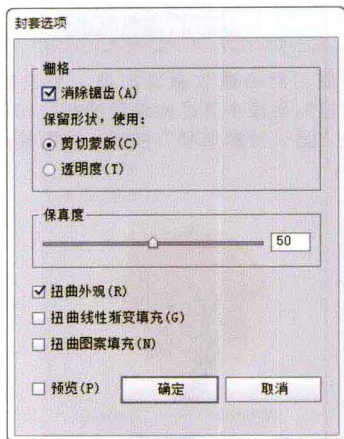 封套选项
栅格
消除锯齿(A)
保留形状，使用：
剪切蒙版(C)
透明度(T)
保真度
50
扭曲外观(R)
扭曲线性渐变填充(G)
扭曲图案填充(N)
预览(P)
确定
取消